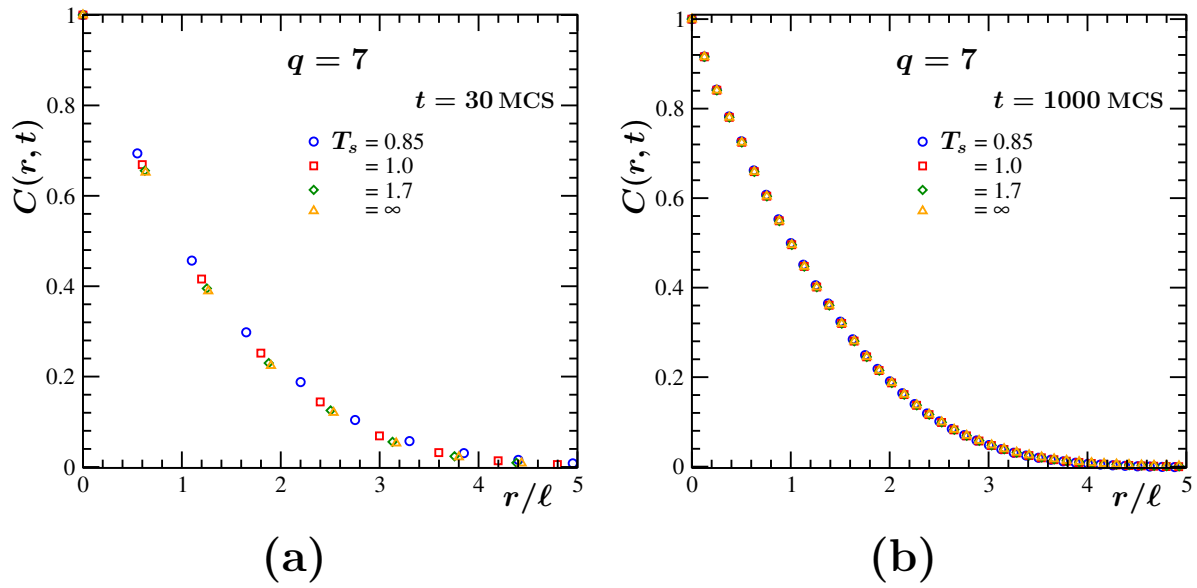 q = 7
t = 30 MCS
T_s = 0.85
= 1.0
= 1.7
= ∞
C(r, t)
1
0.8
0.6
0.4
0.2
0
0 1 2 3 4 5
r/ℓ
(a)
q = 7
t = 1000 MCS
T_s = 0.85
= 1.0
= 1.7
= ∞
C(r, t)
1
0.8
0.6
0.4
0.2
0
0 1 2 3 4 5
r/ℓ
(b)